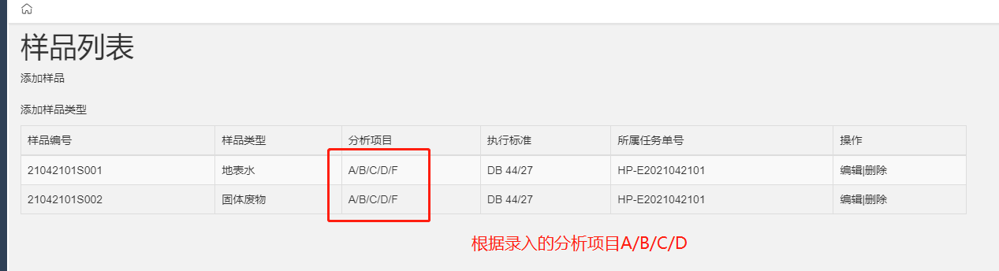 样品列表
添加样品
添加样品类型
样品编号 样品类型 分析项目 执行标准 所属任务单号 操作
21042101S001 地表水 A/B/C/D/F DB 44/27 HP-E2021042101 编辑|删除
21042101S002 固体废物 A/B/C/D/F DB 44/27 HP-E2021042101 编辑|删除
根据录入的分析项目A/B/C/D